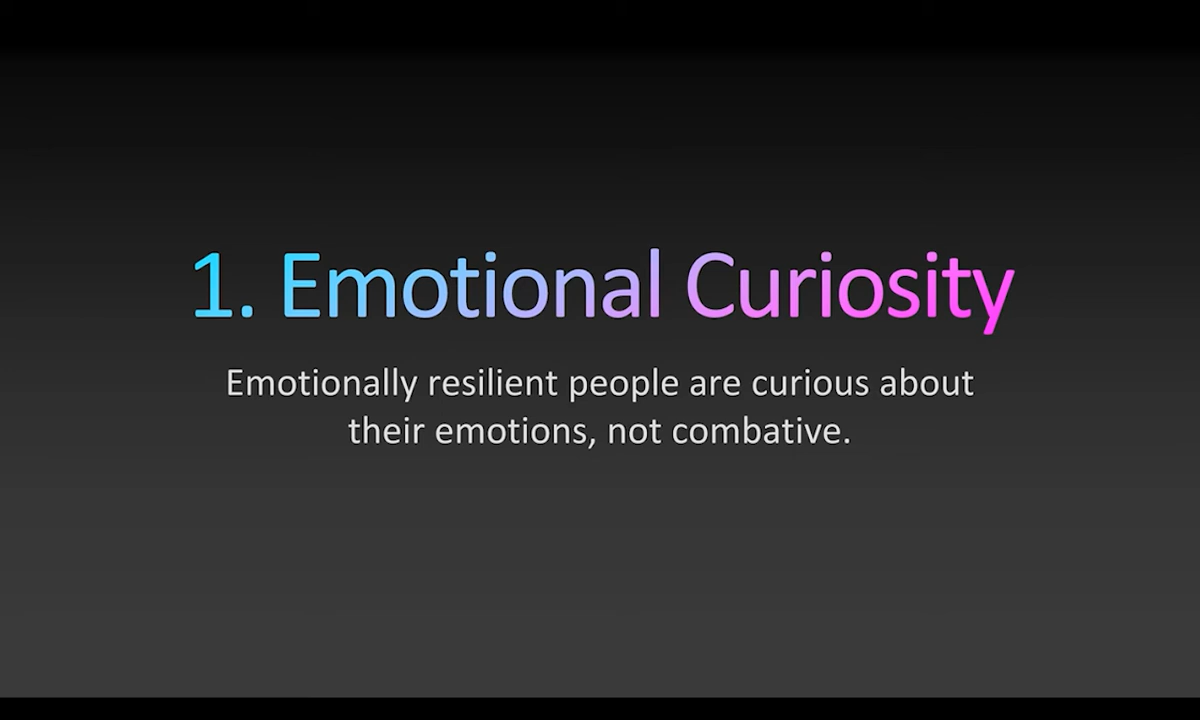 1. Emotional Curiosity
Emotionally resilient people are curious about
their emotions, not combative.